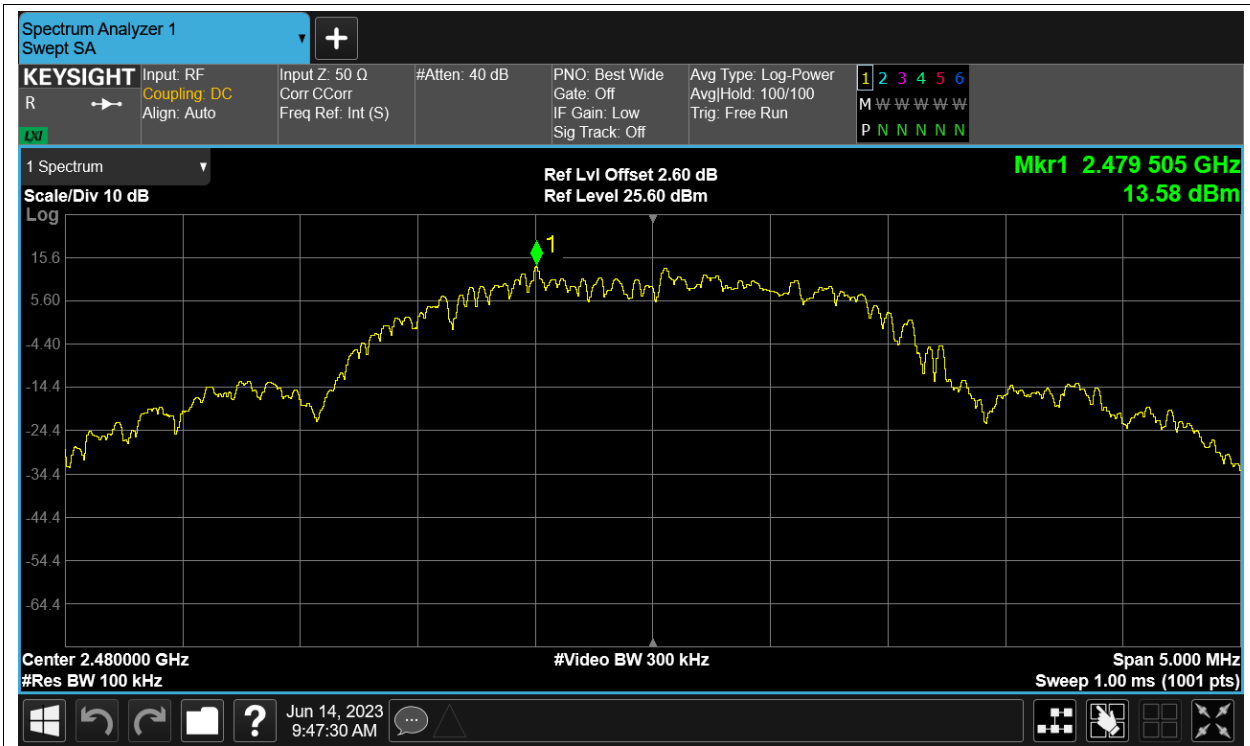 Spectrum Analyzer 1
Swept SA
KEYSIGHT
R
LXI
Input: RF
Coupling: DC
Align: Auto
Input Z: 50 Ω
Corr CCorr
Freq Ref: Int (S)
#Atten: 40 dB
PNO: Best Wide
Gate: Off
IF Gain: Low
Sig Track: Off
Avg Type: Log-Power
Avg|Hold: 100/100
Trig: Free Run
1 2 3 4 5 6
M W W W W W
P N N N N N
1 Spectrum
Scale/Div 10 dB
Log
Ref Lvl Offset 2.60 dB
Ref Level 25.60 dBm
Mkr1 2.479 505 GHz
13.58 dBm
1
15.6
5.60
-4.40
-14.4
-24.4
-34.4
-44.4
-54.4
-64.4
Center 2.480000 GHz
#Video BW 300 kHz
Span 5.000 MHz
#Res BW 100 kHz
Sweep 1.00 ms (1001 pts)
?
Jun 14, 2023
9:47:30 AM